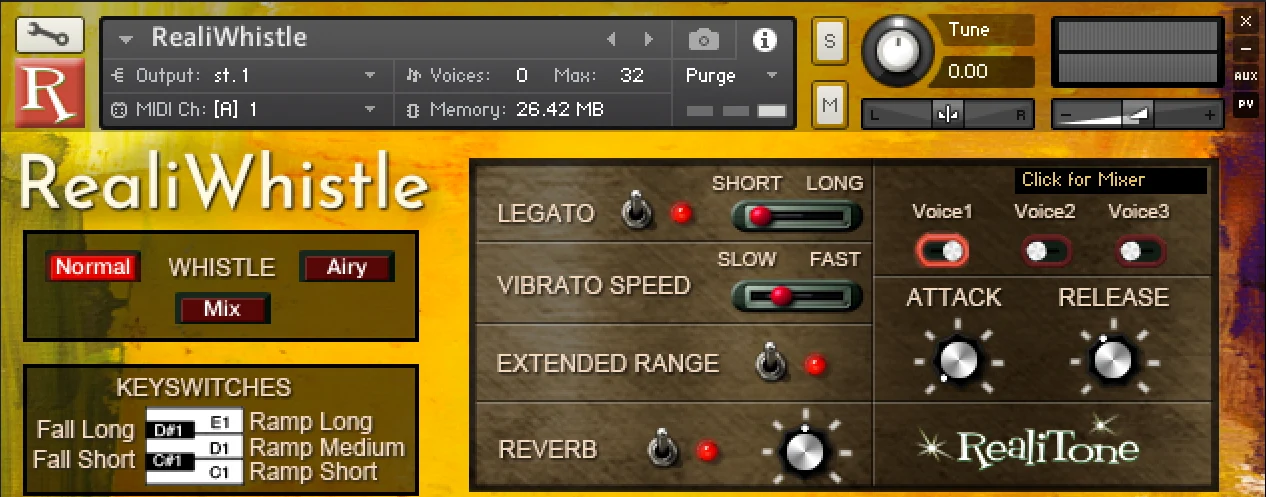 RealiWhistle
Output: st. 1
Voices: 0 Max: 32
Purge
MIDI Ch: [A] 1
Memory: 26.42 MB
S
M
Tune
0.00
L R
- +
x
-
AUX
PV
R
RealiWhistle
Normal WHISTLE Airy
Mix
KEYSWITCHES
Fall Long D#1 E1 Ramp Long
D1 Ramp Medium
Fall Short C#1
C1 Ramp Short
LEGATO
SHORT LONG
VIBRATO SPEED
SLOW FAST
EXTENDED RANGE
REVERB
Click for Mixer
Voice1 Voice2 Voice3
ATTACK RELEASE
RealiTone